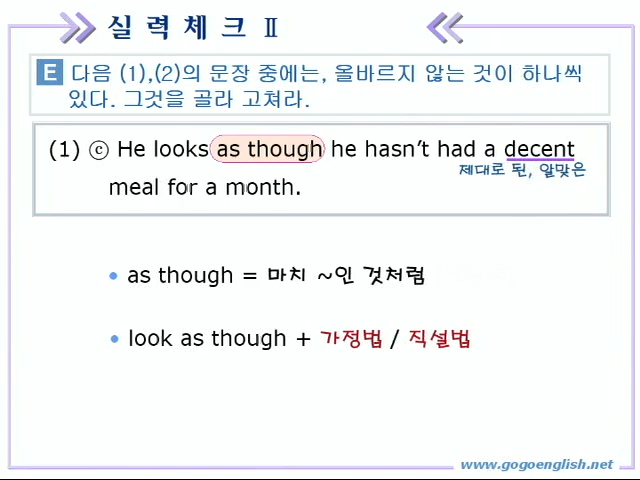 실 력 체 크 Ⅱ
E 다음 (1),(2)의 문장 중에는, 올바르지 않는 것이 하나씩
있다. 그것을 골라 고쳐라.
(1) ⓒ He looks as though he hasn't had a decent
제대로 된, 알맞은
meal for a month.
• as though = 마치 ~인 것처럼
• look as though + 가정법 / 직설법
www.gogoenglish.net